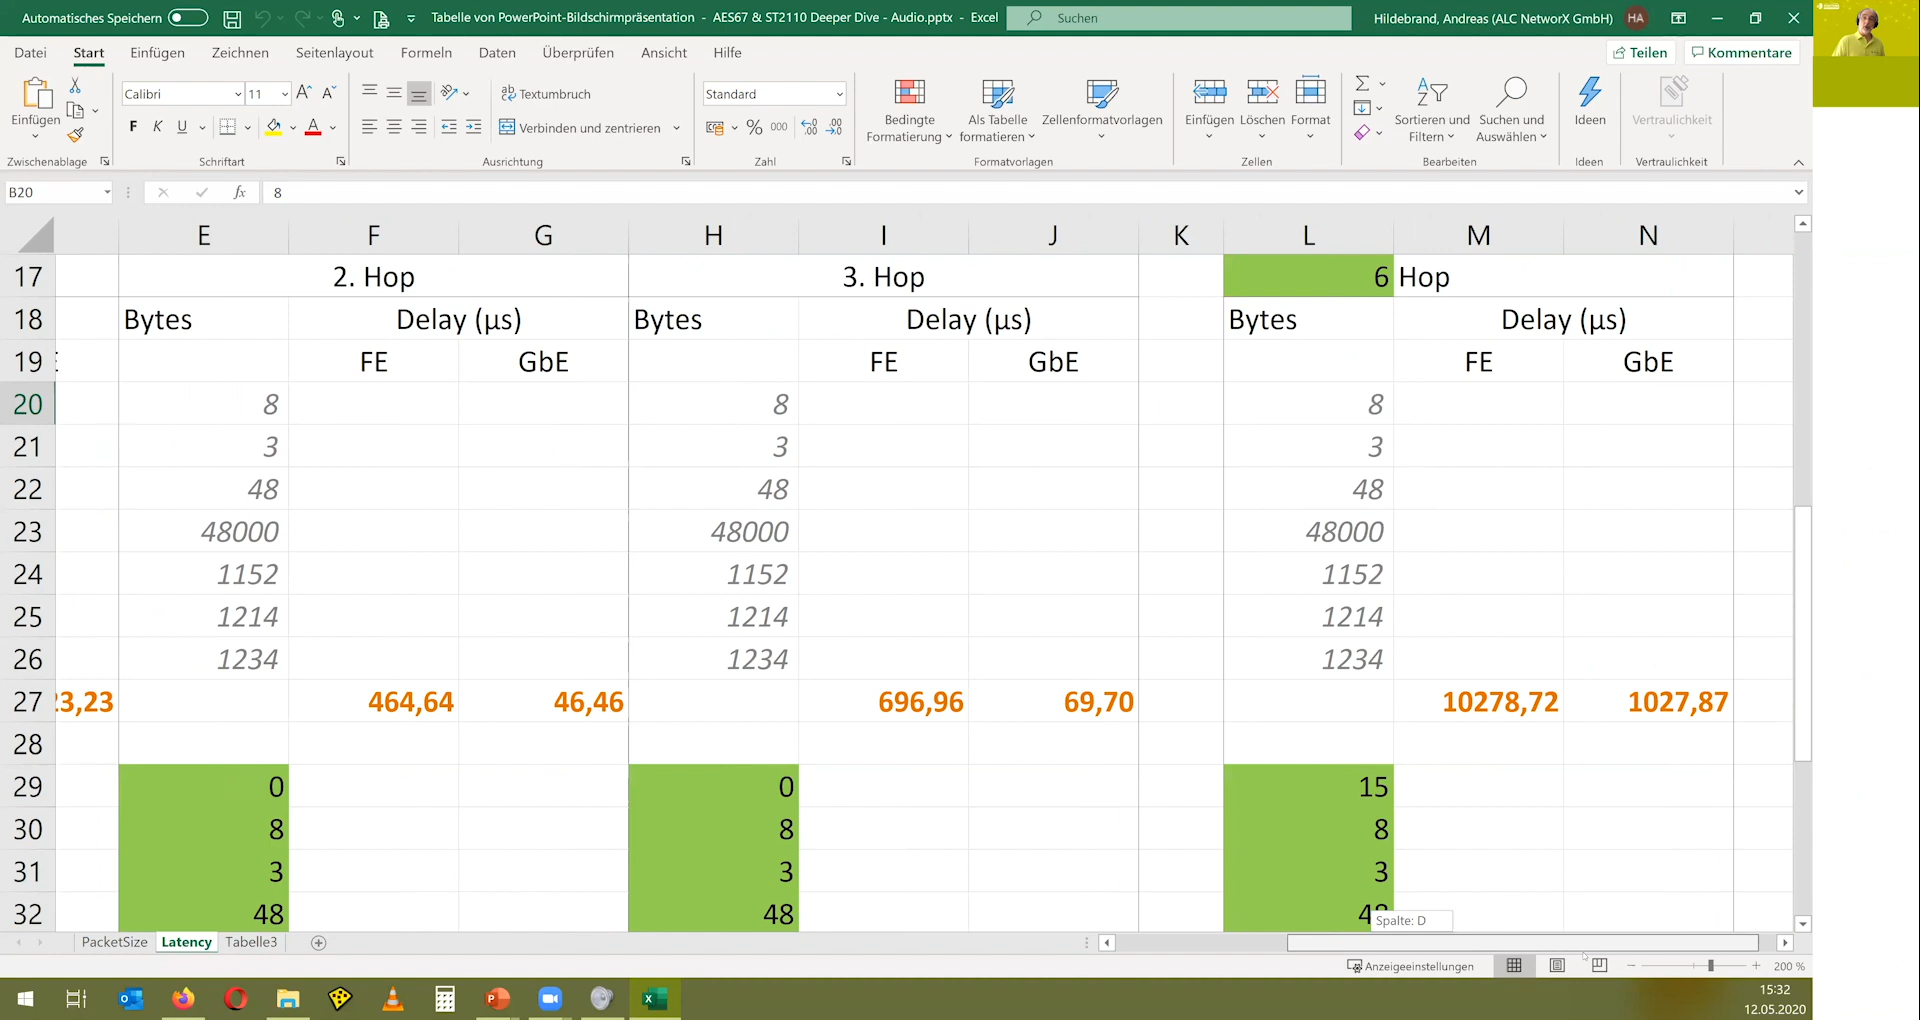 Automatisches Speichern
Tabelle von PowerPoint-Bildschirmpräsentation - AES67 & ST2110 Deeper Dive - Audio.pptx - Excel
Suchen
Hildebrand, Andreas (ALC NetworX GmbH)
HA
Datei Start Einfügen Zeichnen Seitenlayout Formeln Daten Überprüfen Ansicht Hilfe
Teilen
Kommentare
Einfügen
Calibri 11
F K U
Textumbruch
Verbinden und zentrieren
Standard
% 000
Bedingte Formatierung
Als Tabelle formatieren
Zellenformatvorlagen
Einfügen Löschen Format
Sortieren und Filtern
Suchen und Auswählen
Ideen
Vertraulichkeit
Zwischenablage Schriftart Ausrichtung Zahl Formatvorlagen Zellen Bearbeiten Ideen Vertraulichkeit
B20 fx 8
E F G H I J K L M N
17 2. Hop 3. Hop 6 Hop
18 Bytes Delay (µs) Bytes Delay (µs) Bytes Delay (µs)
19 FE GbE FE GbE FE GbE
20 8 8 8
21 3 3 3
22 48 48 48
23 48000 48000 48000
24 1152 1152 1152
25 1214 1214 1214
26 1234 1234 1234
27 23,23 464,64 46,46 696,96 69,70 10278,72 1027,87
28
29 0 0 15
30 8 8 8
31 3 3 3
32 48 48 48
Spalte: D
PacketSize Latency Tabelle3
Anzeigeeinstellungen
200 %
15:32
12.05.2020